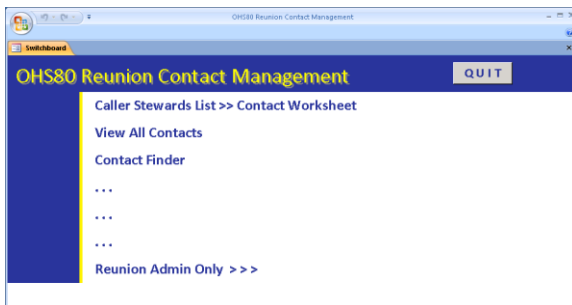 OHS80 Reunion Contact Management
Switchboard
OHS80 Reunion Contact Management
QUIT
Caller Stewards List >> Contact Worksheet
View All Contacts
Contact Finder
...
...
...
Reunion Admin Only >>>